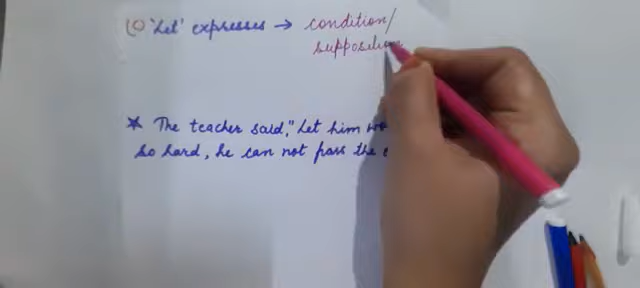 (c) 'Let' expresses → condition/
supposition
* The teacher said, "Let him
so hard, he can not pass the